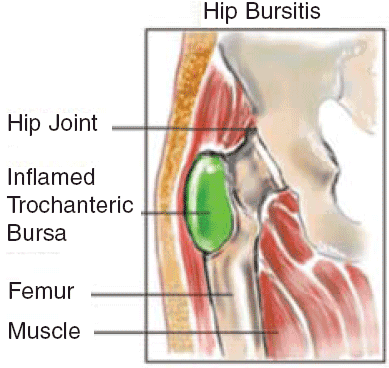 Hip Bursitis
Hip Joint
Inflamed
Trochanteric
Bursa
Femur
Muscle